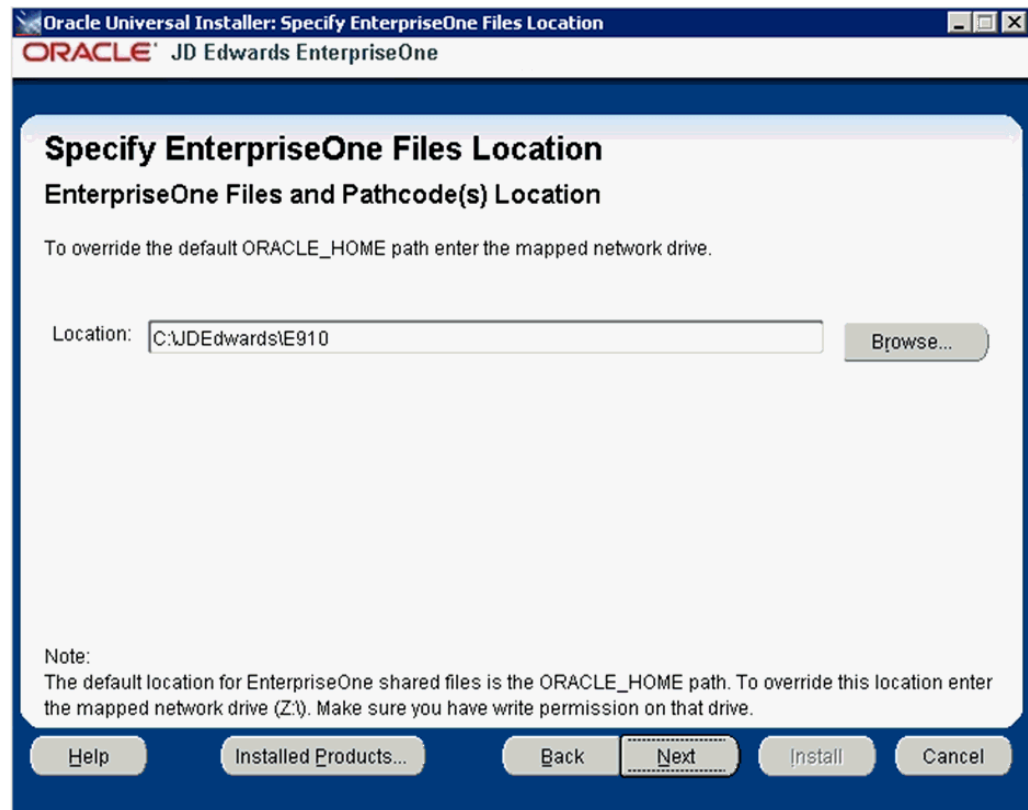 Oracle Universal Installer: Specify EnterpriseOne Files Location
ORACLE JD Edwards EnterpriseOne
Specify EnterpriseOne Files Location
EnterpriseOne Files and Pathcode(s) Location
To override the default ORACLE_HOME path enter the mapped network drive.
Location: C:\JDEdwards\E910 Browse...
Note:
The default location for EnterpriseOne shared files is the ORACLE_HOME path. To override this location enter
the mapped network drive (Z:\). Make sure you have write permission on that drive.
Help Installed Products... Back Next Install Cancel